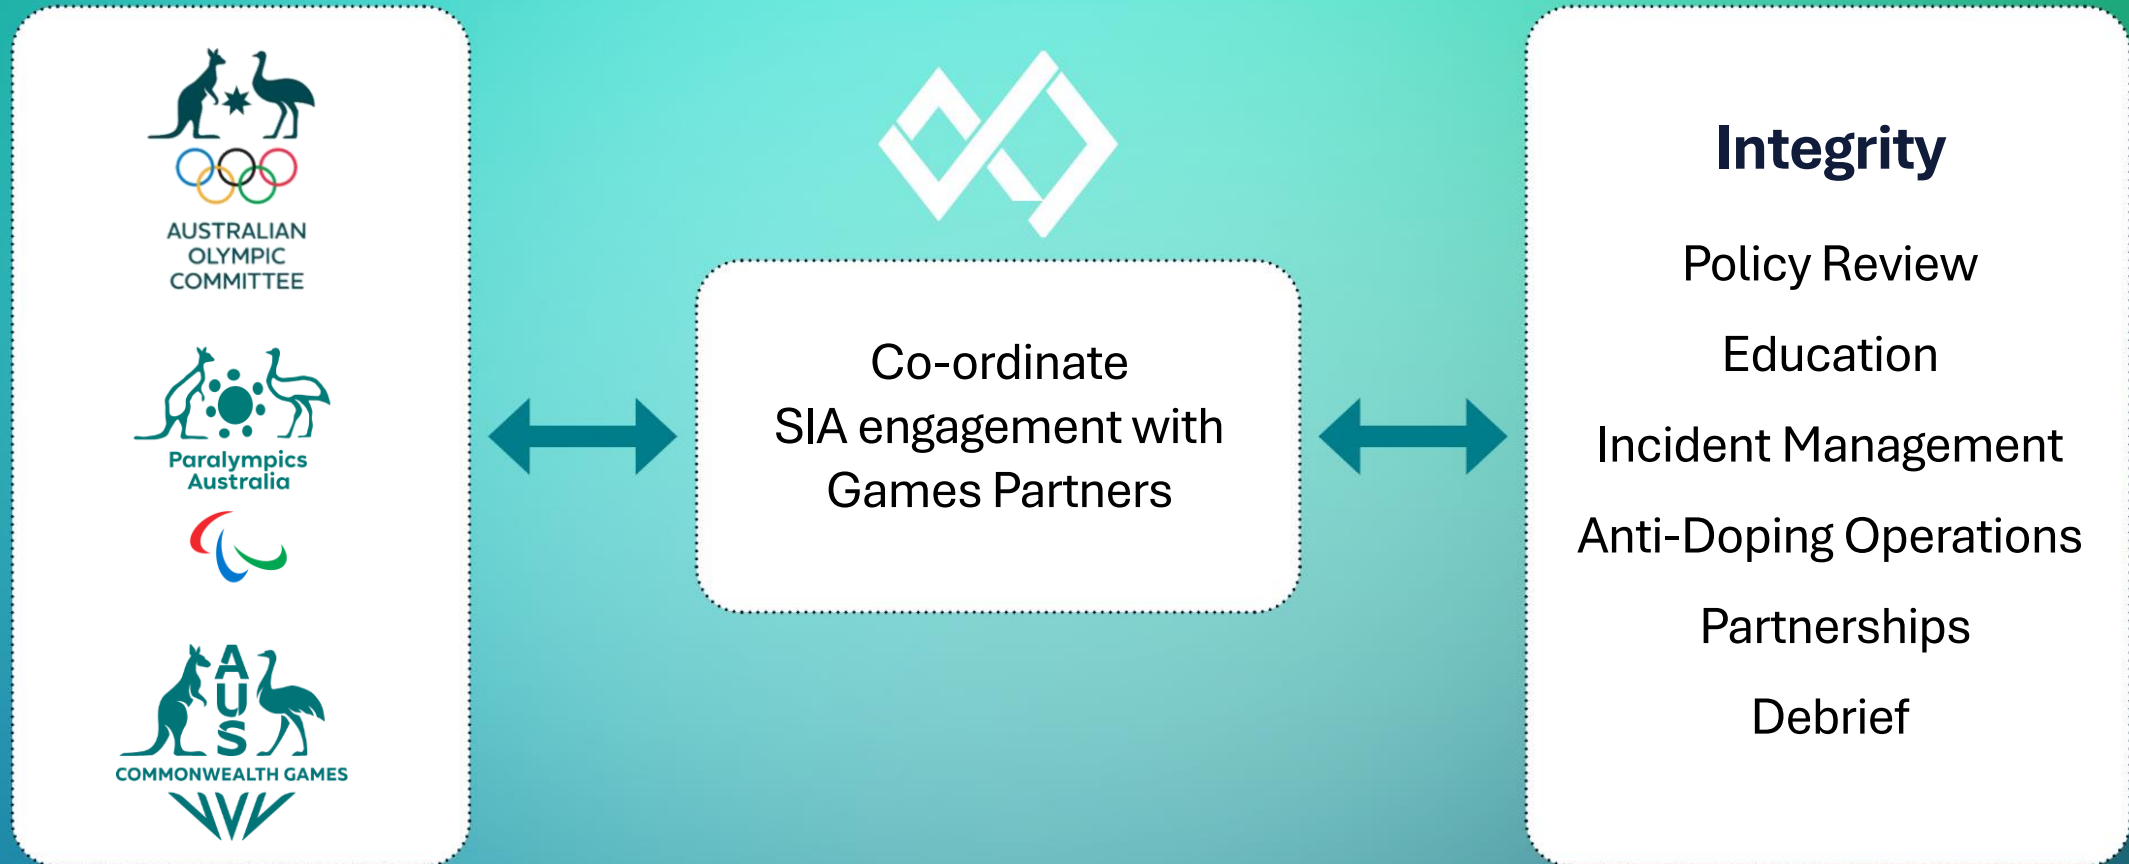 AUSTRALIAN
OLYMPIC
COMMITTEE
Paralympics
Australia
AUS
COMMONWEALTH GAMES
Co-ordinate
SIA engagement with
Games Partners
Integrity
Policy Review
Education
Incident Management
Anti-Doping Operations
Partnerships
Debrief